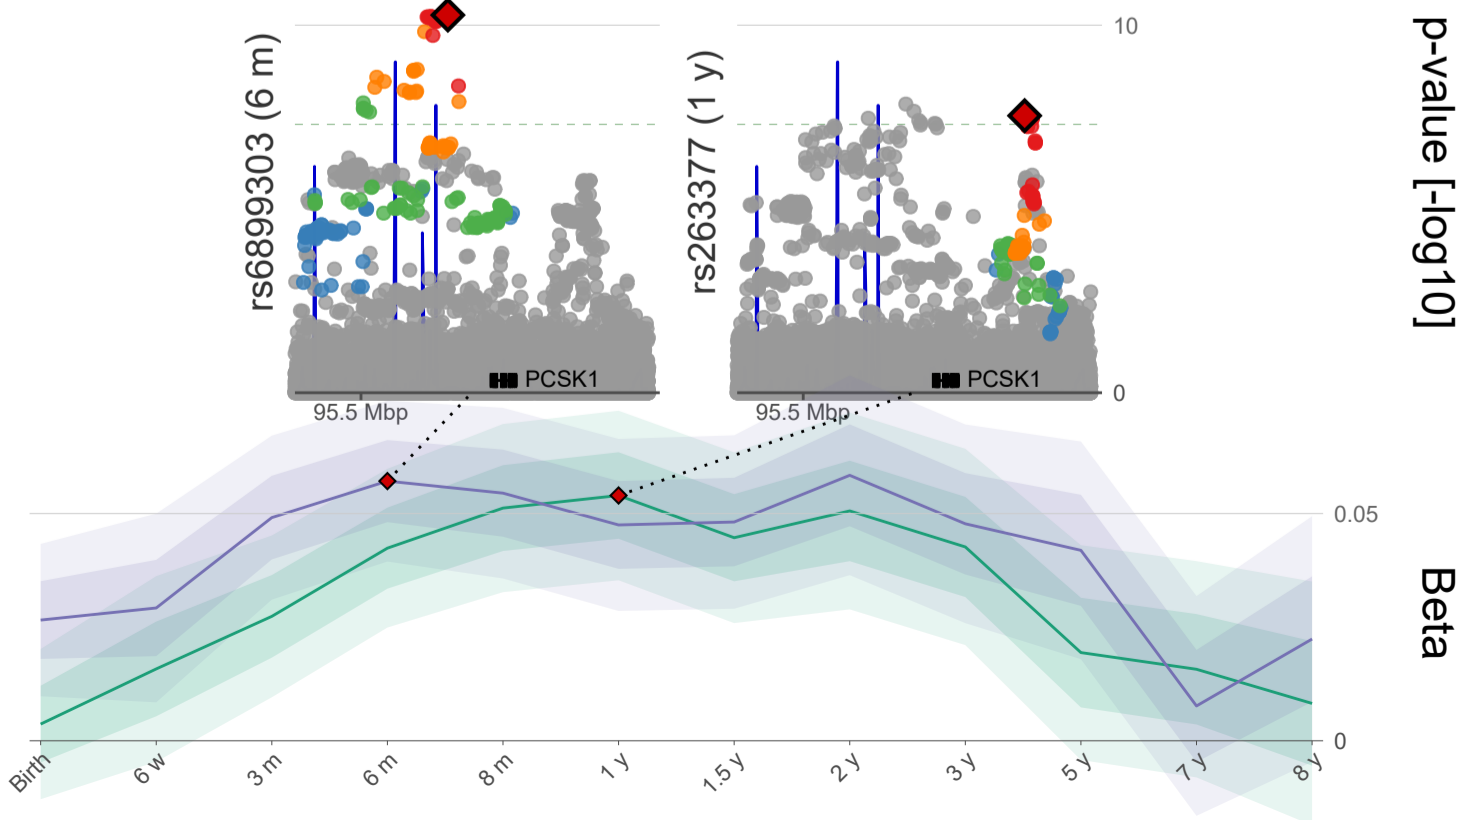 rs6899303 (6 m)
PCSK1
95.5 Mbp
rs263377 (1 y)
PCSK1
95.5 Mbp
10
0
p-value [-log10]
0.05
0
Beta
Birth
6 w
3 m
6 m
8 m
1 y
1.5 y
2 y
3 y
5 y
7 y
8 y